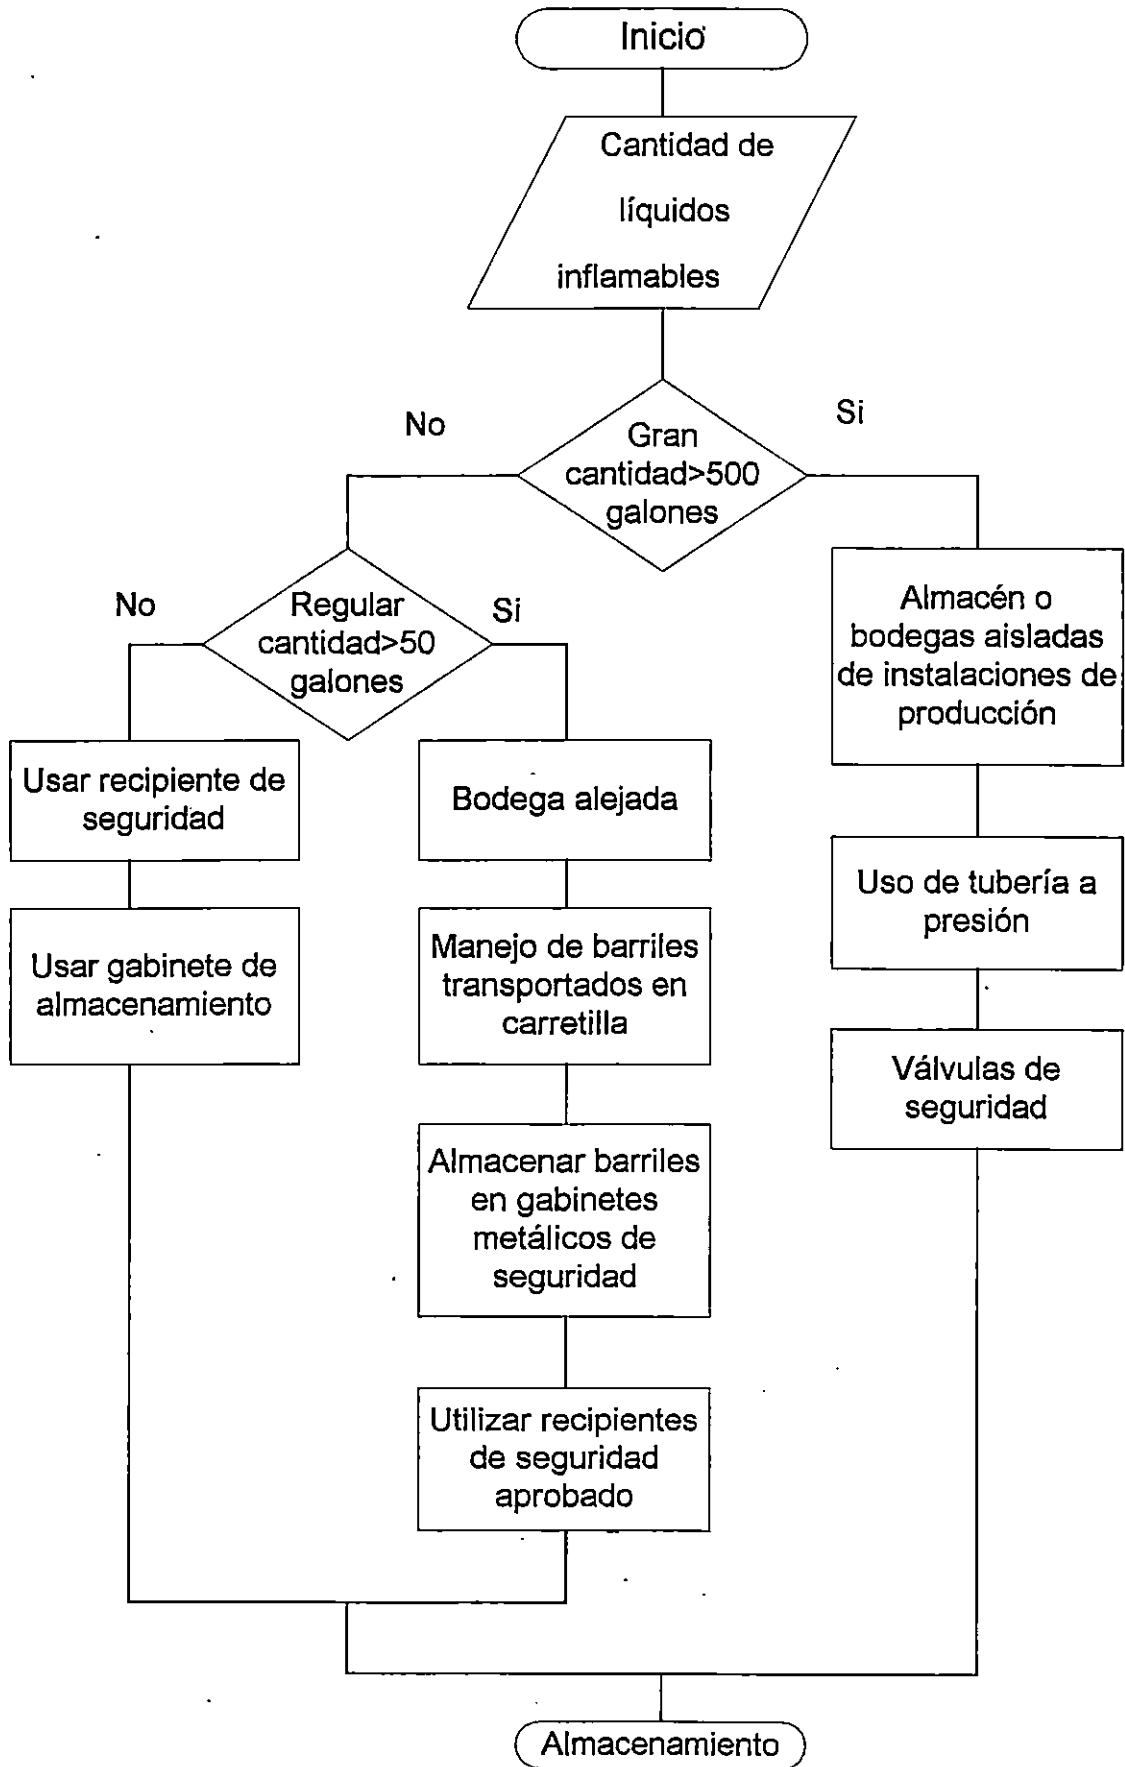 Inicio
Cantidad de
líquidos
inflamables
No
Si
Gran
cantidad>500
galones
No
Si
Regular
cantidad>50
galones
Almacén o
bodegas aisladas
de instalaciones de
producción
Usar recipiente de
seguridad
Bodega alejada
Uso de tubería a
presión
Usar gabinete de
almacenamiento
Manejo de barriles
transportados en
carretilla
Válvulas de
seguridad
Almacenar barriles
en gabinetes
metálicos de
seguridad
Utilizar recipientes
de seguridad
aprobado
Almacenamiento